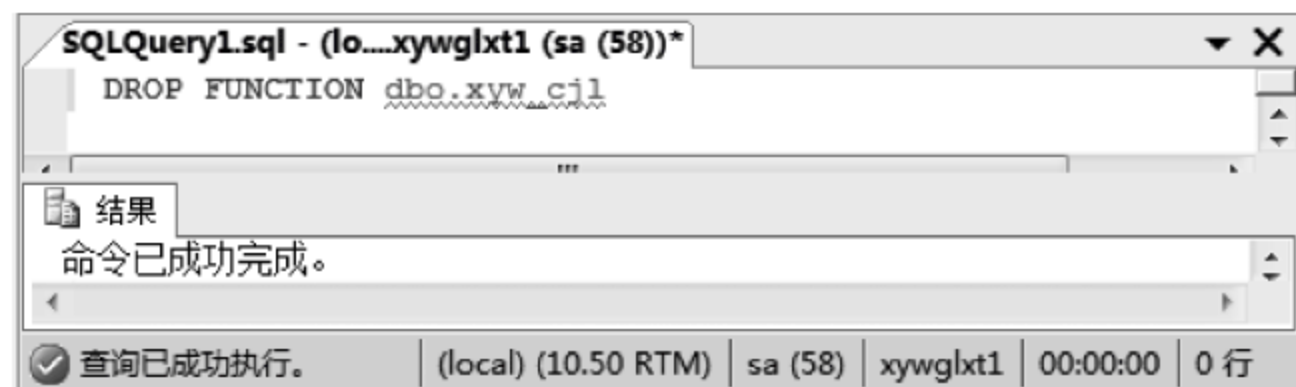 SQLQuery1.sql - (lo....xywglxt1 (sa (58))*
DROP FUNCTION dbo.xyw_cjl
结果
命令已成功完成。
查询已成功执行。 (local) (10.50 RTM) sa (58) xywglxt1 00:00:00 0 行